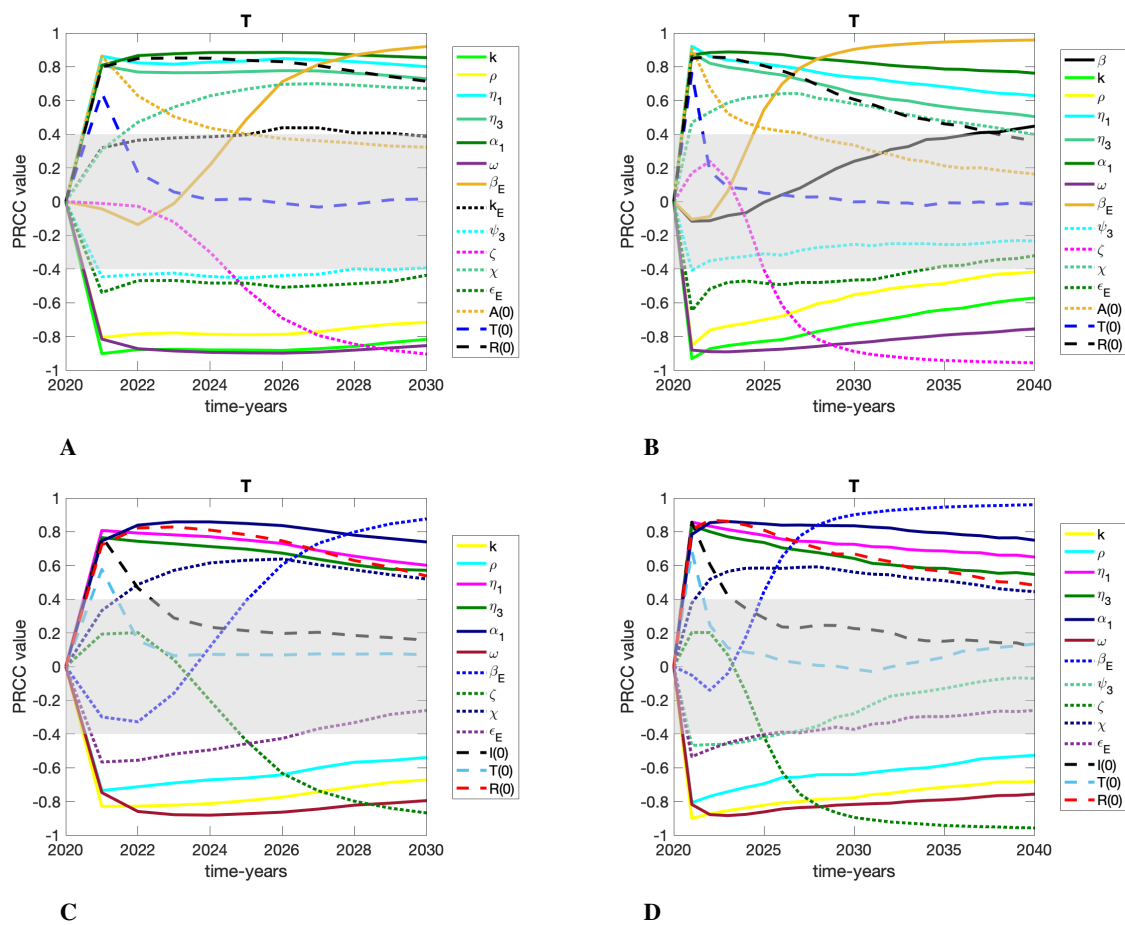 T
1
0.8
0.6
0.4
0.2
0
-0.2
-0.4
-0.6
-0.8
-1
PRCC value
2020 2022 2024 2026 2028 2030
time-years
k
ρ
η1
η3
α1
ω
βE
kE
ψ3
ζ
χ
ϵE
A(0)
T(0)
R(0)
A
T
1
0.8
0.6
0.4
0.2
0
-0.2
-0.4
-0.6
-0.8
-1
PRCC value
2020 2025 2030 2035 2040
time-years
β
k
ρ
η1
η3
α1
ω
βE
ψ3
ζ
χ
ϵE
A(0)
T(0)
R(0)
B
T
1
0.8
0.6
0.4
0.2
0
-0.2
-0.4
-0.6
-0.8
-1
PRCC value
2020 2022 2024 2026 2028 2030
time-years
k
ρ
η1
η3
α1
ω
βE
ζ
χ
ϵE
I(0)
T(0)
R(0)
C
T
1
0.8
0.6
0.4
0.2
0
-0.2
-0.4
-0.6
-0.8
-1
PRCC value
2020 2025 2030 2035 2040
time-years
k
ρ
η1
η3
α1
ω
βE
ψ3
ζ
χ
ϵE
I(0)
T(0)
R(0)
D